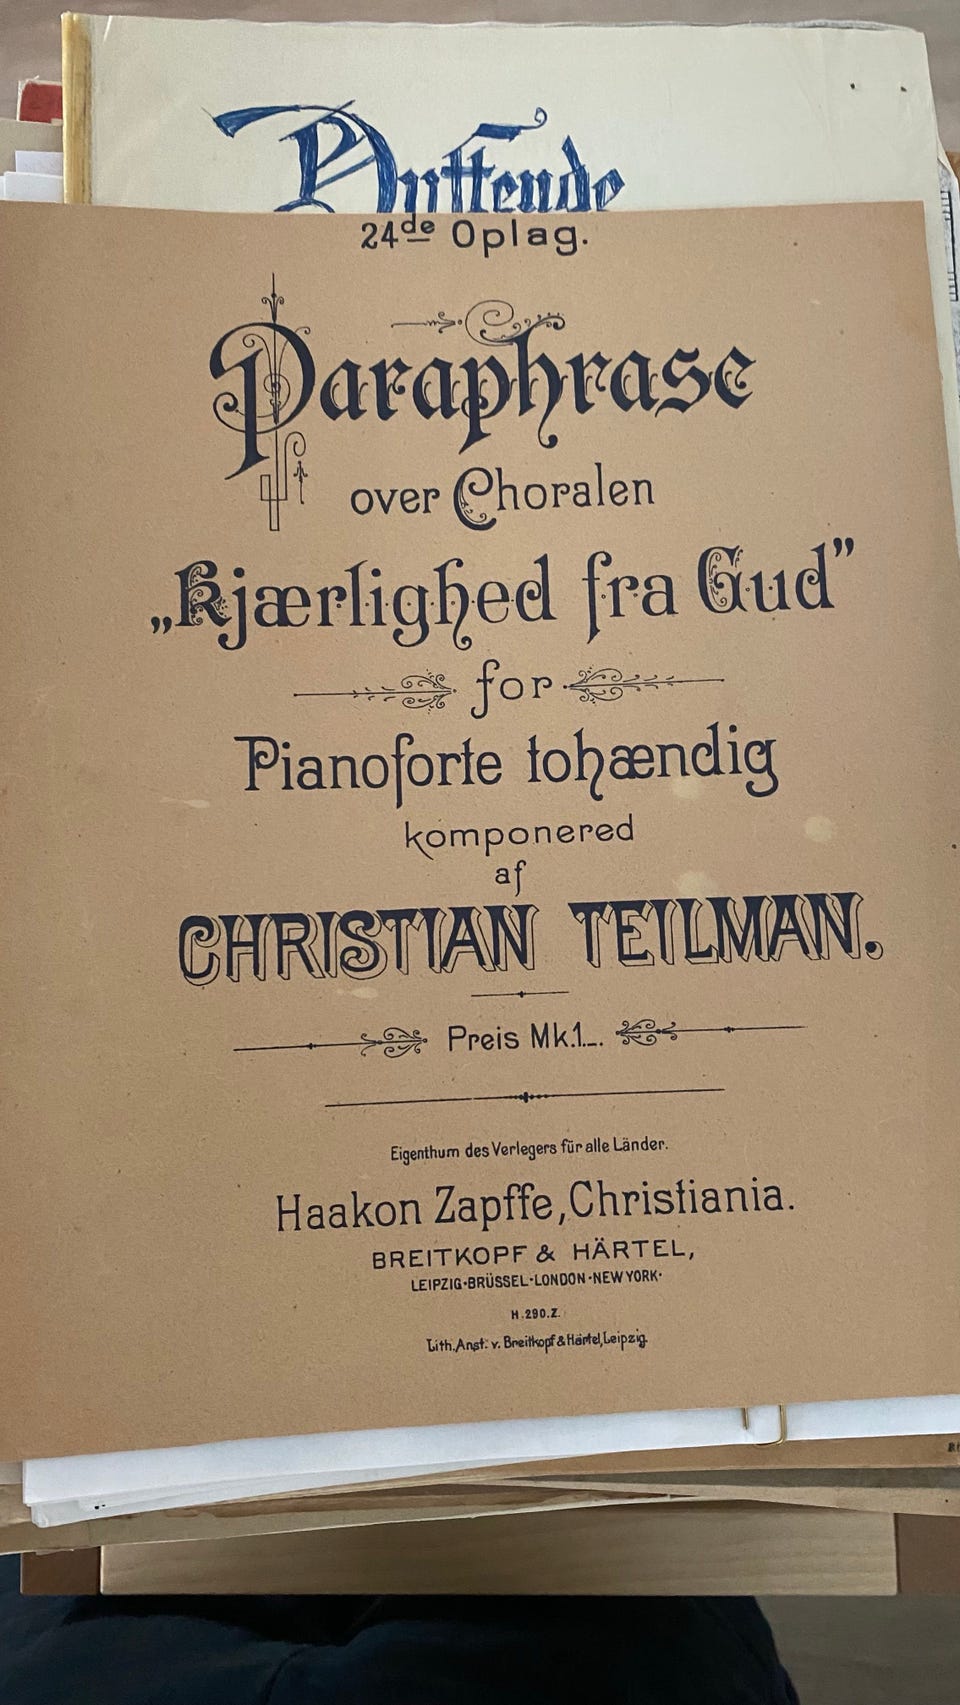 Duftende
24de Oplag.
Paraphrase
over Choralen
„Kjærlighed fra Gud”
for
Pianoforte tohændig
komponered
af
CHRISTIAN TEILMAN.
Preis Mk.1_.
Eigenthum des Verlegers für alle Länder.
Haakon Zapffe, Christiania.
BREITKOPF & HÄRTEL,
LEIPZIG·BRÜSSEL·LONDON·NEW YORK·
H.290.Z.
Lith. Anst. v. Breitkopf & Härtel, Leipzig.